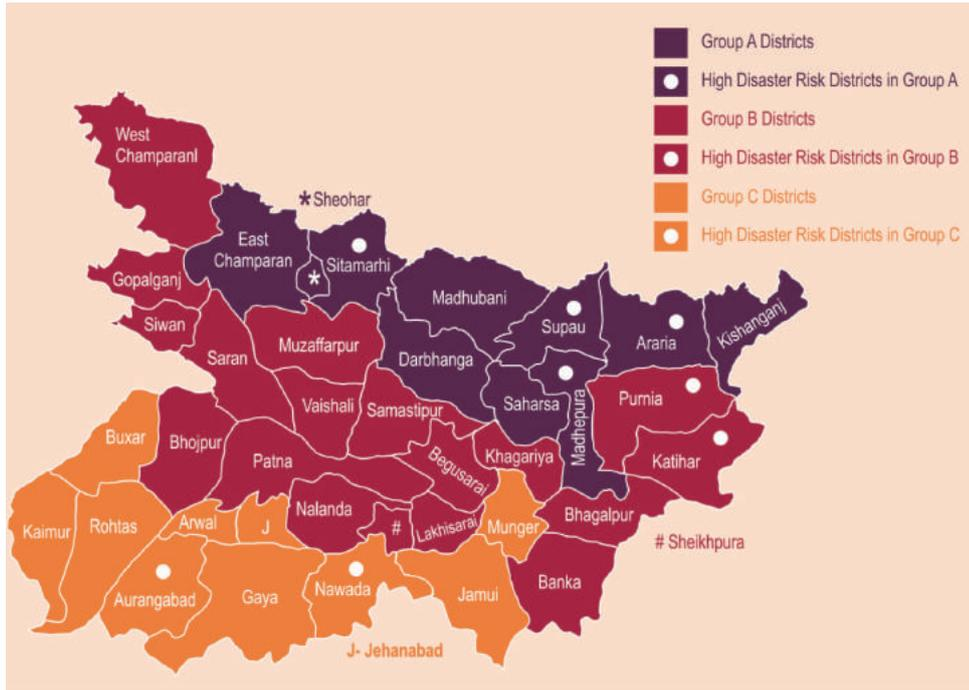 Group A Districts
High Disaster Risk Districts in Group A
Group B Districts
High Disaster Risk Districts in Group B
Group C Districts
High Disaster Risk Districts in Group C
West
ChamparanI
* Sheohar
East
Champaran
*
Sitamarhi
Gopalganj
Madhubani
Kishanganj
Siwan
Supau
Araria
Saran
Muzaffarpur
Darbhanga
Vaishali
Samastipur
Saharsa
Madhepura
Purnia
Buxar
Bhojpur
Patna
Begusarai
Khagariya
Katihar
Kaimur
Rohtas
Arwal
J
Nalanda
#
Lakhisarai
Munger
Bhagalpur
# Sheikhpura
Aurangabad
Gaya
Nawada
Jamui
Banka
J- Jehanabad